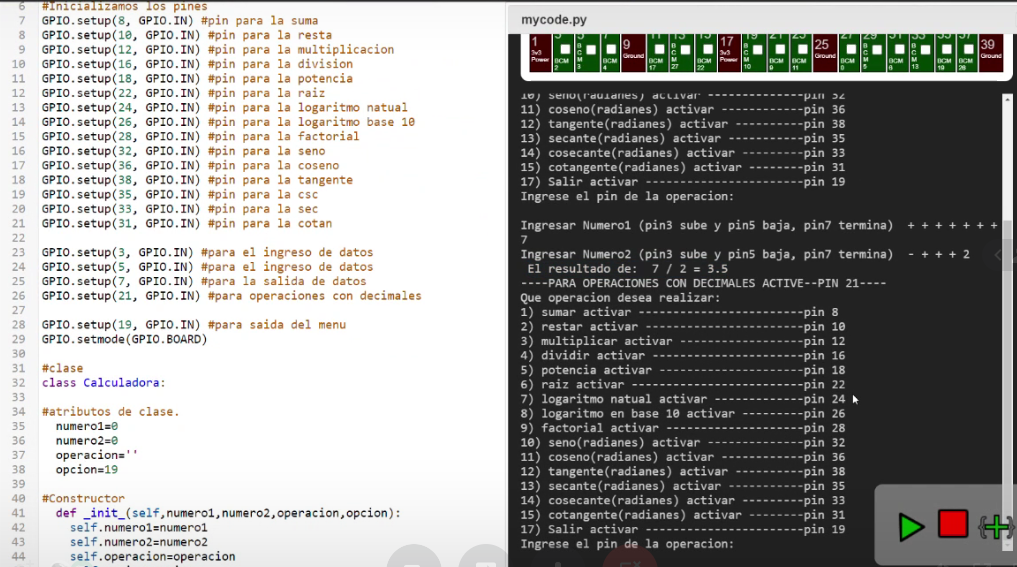 6 #Inicializamos los pines
7 GPIO.setup(8, GPIO.IN) #pin para la suma
8 GPIO.setup(10, GPIO.IN) #pin para la resta
9 GPIO.setup(12, GPIO.IN) #pin para la multiplicacion
10 GPIO.setup(16, GPIO.IN) #pin para la division
11 GPIO.setup(18, GPIO.IN) #pin para la potencia
12 GPIO.setup(22, GPIO.IN) #pin para la raiz
13 GPIO.setup(24, GPIO.IN) #pin para la logaritmo natual
14 GPIO.setup(26, GPIO.IN) #pin para la logaritmo base 10
15 GPIO.setup(28, GPIO.IN) #pin para la factorial
16 GPIO.setup(32, GPIO.IN) #pin para la seno
17 GPIO.setup(36, GPIO.IN) #pin para la coseno
18 GPIO.setup(38, GPIO.IN) #pin para la tangente
19 GPIO.setup(35, GPIO.IN) #pin para la csc
20 GPIO.setup(33, GPIO.IN) #pin para la sec
21 GPIO.setup(31, GPIO.IN) #pin para la cotan
22
23 GPIO.setup(3, GPIO.IN) #para el ingreso de datos
24 GPIO.setup(5, GPIO.IN) #para el ingreso de datos
25 GPIO.setup(7, GPIO.IN) #para la salida de datos
26 GPIO.setup(21, GPIO.IN) #para operaciones con decimales
27
28 GPIO.setup(19, GPIO.IN) #para saida del menu
29 GPIO.setmode(GPIO.BOARD)
30
31 #clase
32 class Calculadora:
33
34 #atributos de clase.
35 numero1=0
36 numero2=0
37 operacion=''
38 opcion=19
39
40 #Constructor
41 def _init_(self,numero1,numero2,operacion,opcion):
42 self.numero1=numero1
43 self.numero2=numero2
44 self.operacion=operacion
mycode.py
1 3v3 Power
3 BCM 2
5 BCM 3
7 BCM 4
9 Ground
11 BCM 17
13 BCM 27
15 BCM 22
17 3v3 Power
19 BCM 10
21 BCM 9
23 BCM 11
25 Ground
27 BCM 0
29 BCM 5
31 BCM 6
33 BCM 13
35 BCM 19
37 BCM 26
39 Ground
10) seno(radianes) activar --------------pin 32
11) coseno(radianes) activar ------------pin 36
12) tangente(radianes) activar ----------pin 38
13) secante(radianes) activar -----------pin 35
14) cosecante(radianes) activar ---------pin 33
15) cotangente(radianes) activar --------pin 31
17) Salir activar -----------------------pin 19
Ingrese el pin de la operacion:
Ingresar Numero1 (pin3 sube y pin5 baja, pin7 termina) + + + + + + +
7
Ingresar Numero2 (pin3 sube y pin5 baja, pin7 termina) - + + + 2
El resultado de: 7 / 2 = 3.5
----PARA OPERACIONES CON DECIMALES ACTIVE--PIN 21----
Que operacion desea realizar:
1) sumar activar ------------------------pin 8
2) restar activar -----------------------pin 10
3) multiplicar activar ------------------pin 12
4) dividir activar ----------------------pin 16
5) potencia activar ---------------------pin 18
6) raiz activar -------------------------pin 22
7) logaritmo natual activar -------------pin 24
8) logaritmo en base 10 activar ---------pin 26
9) factorial activar --------------------pin 28
10) seno(radianes) activar --------------pin 32
11) coseno(radianes) activar ------------pin 36
12) tangente(radianes) activar ----------pin 38
13) secante(radianes) activar -----------pin 35
14) cosecante(radianes) activar ---------pin 33
15) cotangente(radianes) activar --------pin 31
17) Salir activar -----------------------pin 19
Ingrese el pin de la operacion: